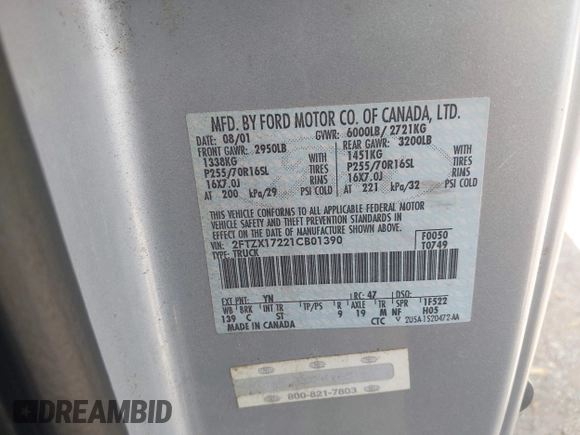 MFD. BY FORD MOTOR CO. OF CANADA, LTD.
DATE: 08/01 GVWR: 6000LB/ 2721KG
FRONT GAWR: 2950LB REAR GAWR: 3200LB
1338KG WITH 1451KG WITH
P255/70R16SL TIRES P255/70R16SL TIRES
16X7.0J RIMS 16X7.0J RIMS
AT 200 kPa/29 PSI COLD AT 221 kPa/32 PSI COLD
THIS VEHICLE CONFORMS TO ALL APPLICABLE FEDERAL MOTOR
VEHICLE SAFETY AND THEFT PREVENTION STANDARDS IN
EFFECT ON THE DATE OF MANUFACTURE SHOWN ABOVE.
VIN: 2FTZX17221CB01390 F0050
TYPE: TRUCK T0749
EXT PNT: YN RC: 47 DSO:
WB BRK INT TR TP/PS R AXLE TR SPR 1F522
139 C ST 9 19 M NF H05
MADE IN CANADA CTC Y 2U5A-1520472-AA
800-821-7803
DREAMBID